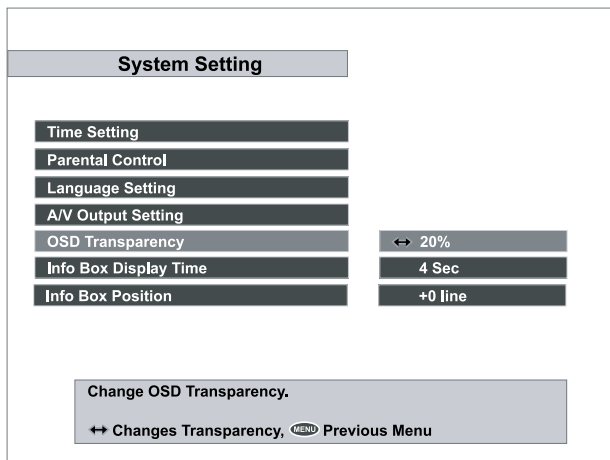 System Setting
Time Setting
Parental Control
Language Setting
A/V Output Setting
OSD Transparency ↔ 20%
Info Box Display Time 4 Sec
Info Box Position +0 line
Change OSD Transparency.
↔ Changes Transparency, MENU Previous Menu